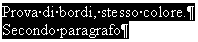 Prova di bordi, stesso colore.¶
Secondo paragrafo¶